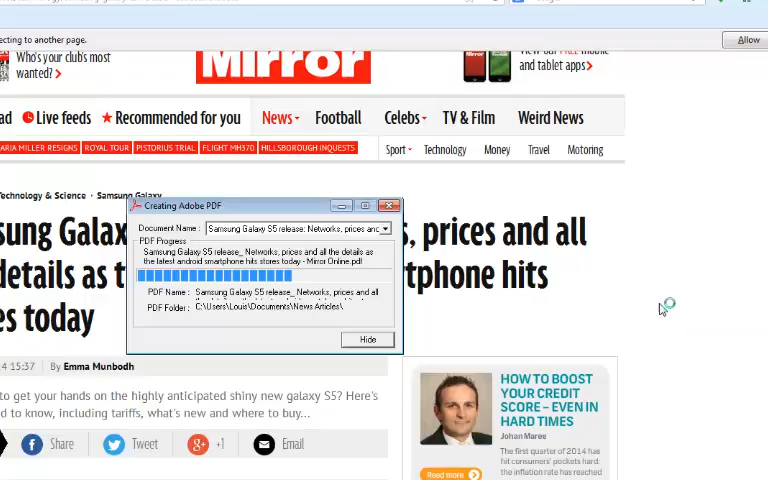 ecting to another page.
Allow
Who's your club's most
wanted?
Mirror
and tablet apps
ad
Live feeds
Recommended for you
News
Football
Celebs
TV & Film
Weird News
ARIA MILLER RESIGNS
ROYAL TOUR
PISTORIUS TRIAL
FLIGHT MH370
HILLSBOROUGH INQUESTS
Sport
Technology
Money
Travel
Motoring
Technology & Science • Samsung Galaxy
sung Galax
s, prices and all
details as t
rtphone hits
es today
Creating Adobe PDF
Document Name :
Samsung Galaxy S5 release: Networks, prices and
PDF Progress
Samsung Galaxy S5 release_ Networks, prices and all the details as
the latest android smartphone hits stores today - Mirror Online.pdf
PDF Name :
Samsung Galaxy S5 release_ Networks, prices and all
PDF Folder :
C:\Users\Louis\Documents\News Articles\
Hide
4 15:37
By Emma Munbodh
to get your hands on the highly anticipated shiny new galaxy S5? Here's
d to know, including tariffs, what's new and where to buy...
Share
Tweet
+1
Email
HOW TO BOOST
YOUR CREDIT
SCORE – EVEN IN
HARD TIMES
Johan Maree
The first quarter of 2014 has
hit consumers' pockets hard:
the inflation rate has reached
Read more